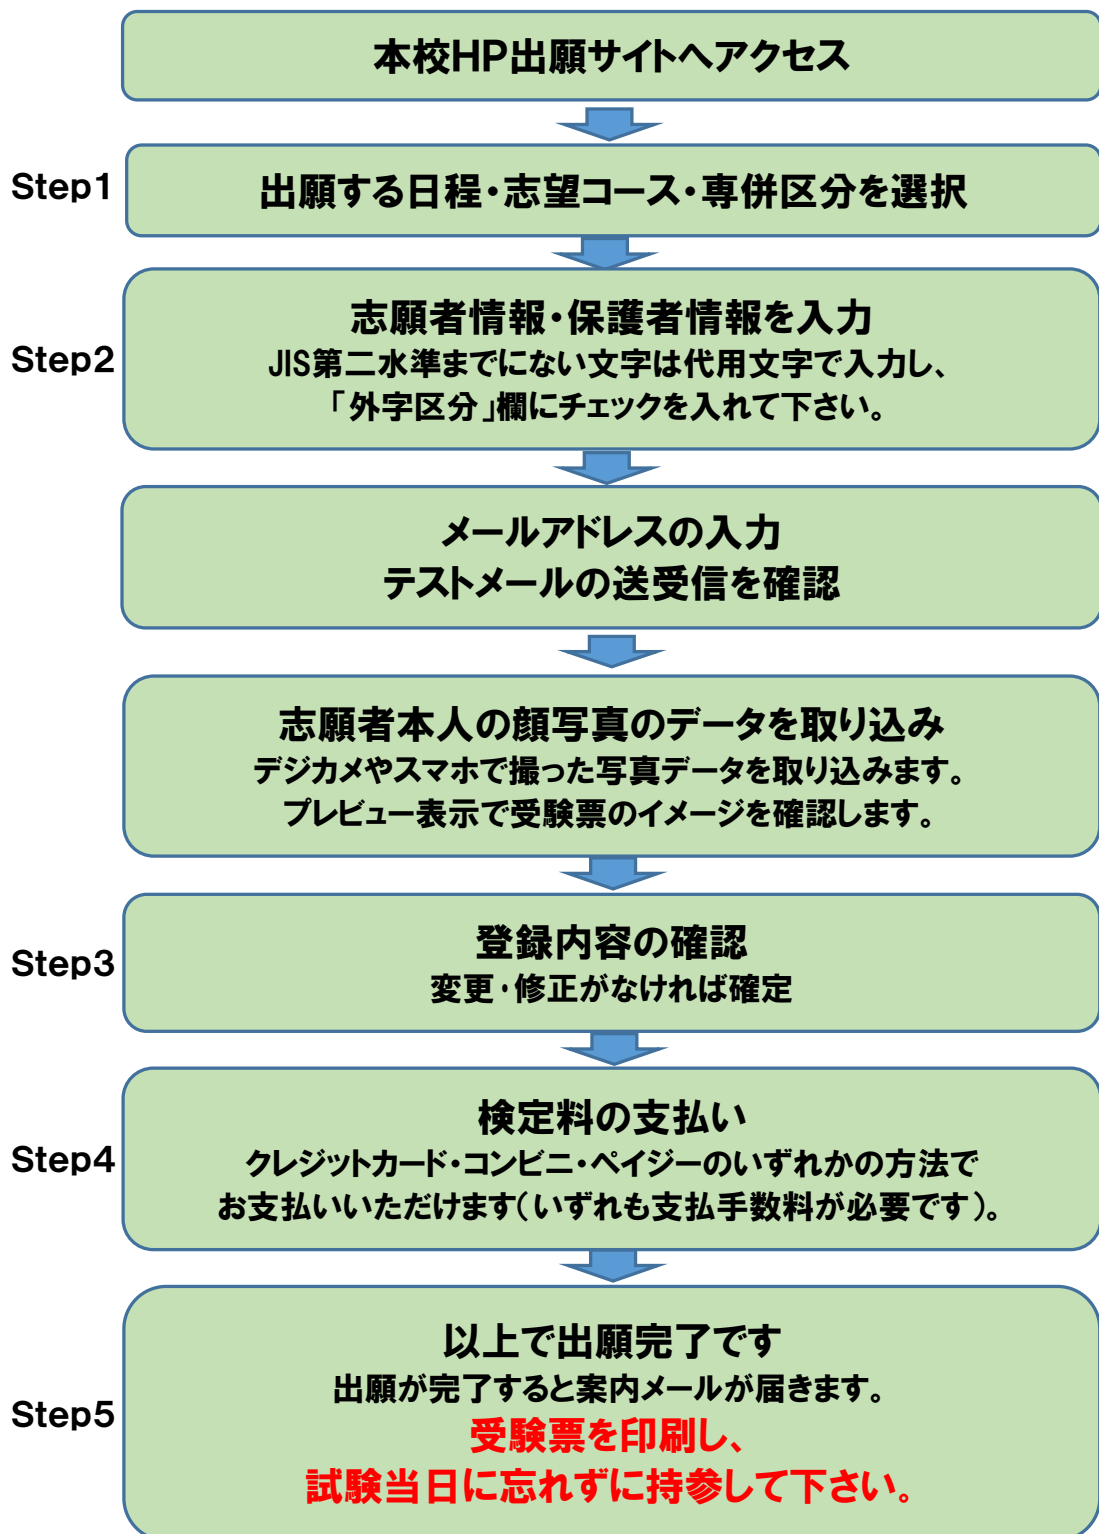 本校HP出願サイトへアクセス
Step1
出願する日程・志望コース・専併区分を選択
Step2
志願者情報・保護者情報を入力
JIS第二水準までにない文字は代用文字で入力し、
「外字区分」欄にチェックを入れて下さい。
メールアドレスの入力
テストメールの送受信を確認
志願者本人の顔写真のデータを取り込み
デジカメやスマホで撮った写真データを取り込みます。
プレビュー表示で受験票のイメージを確認します。
Step3
登録内容の確認
変更・修正がなければ確定
Step4
検定料の支払い
クレジットカード・コンビニ・ペイジーのいずれかの方法で
お支払いいただけます(いずれも支払手数料が必要です)。
Step5
以上で出願完了です
出願が完了すると案内メールが届きます。
受験票を印刷し、
試験当日に忘れずに持参して下さい。